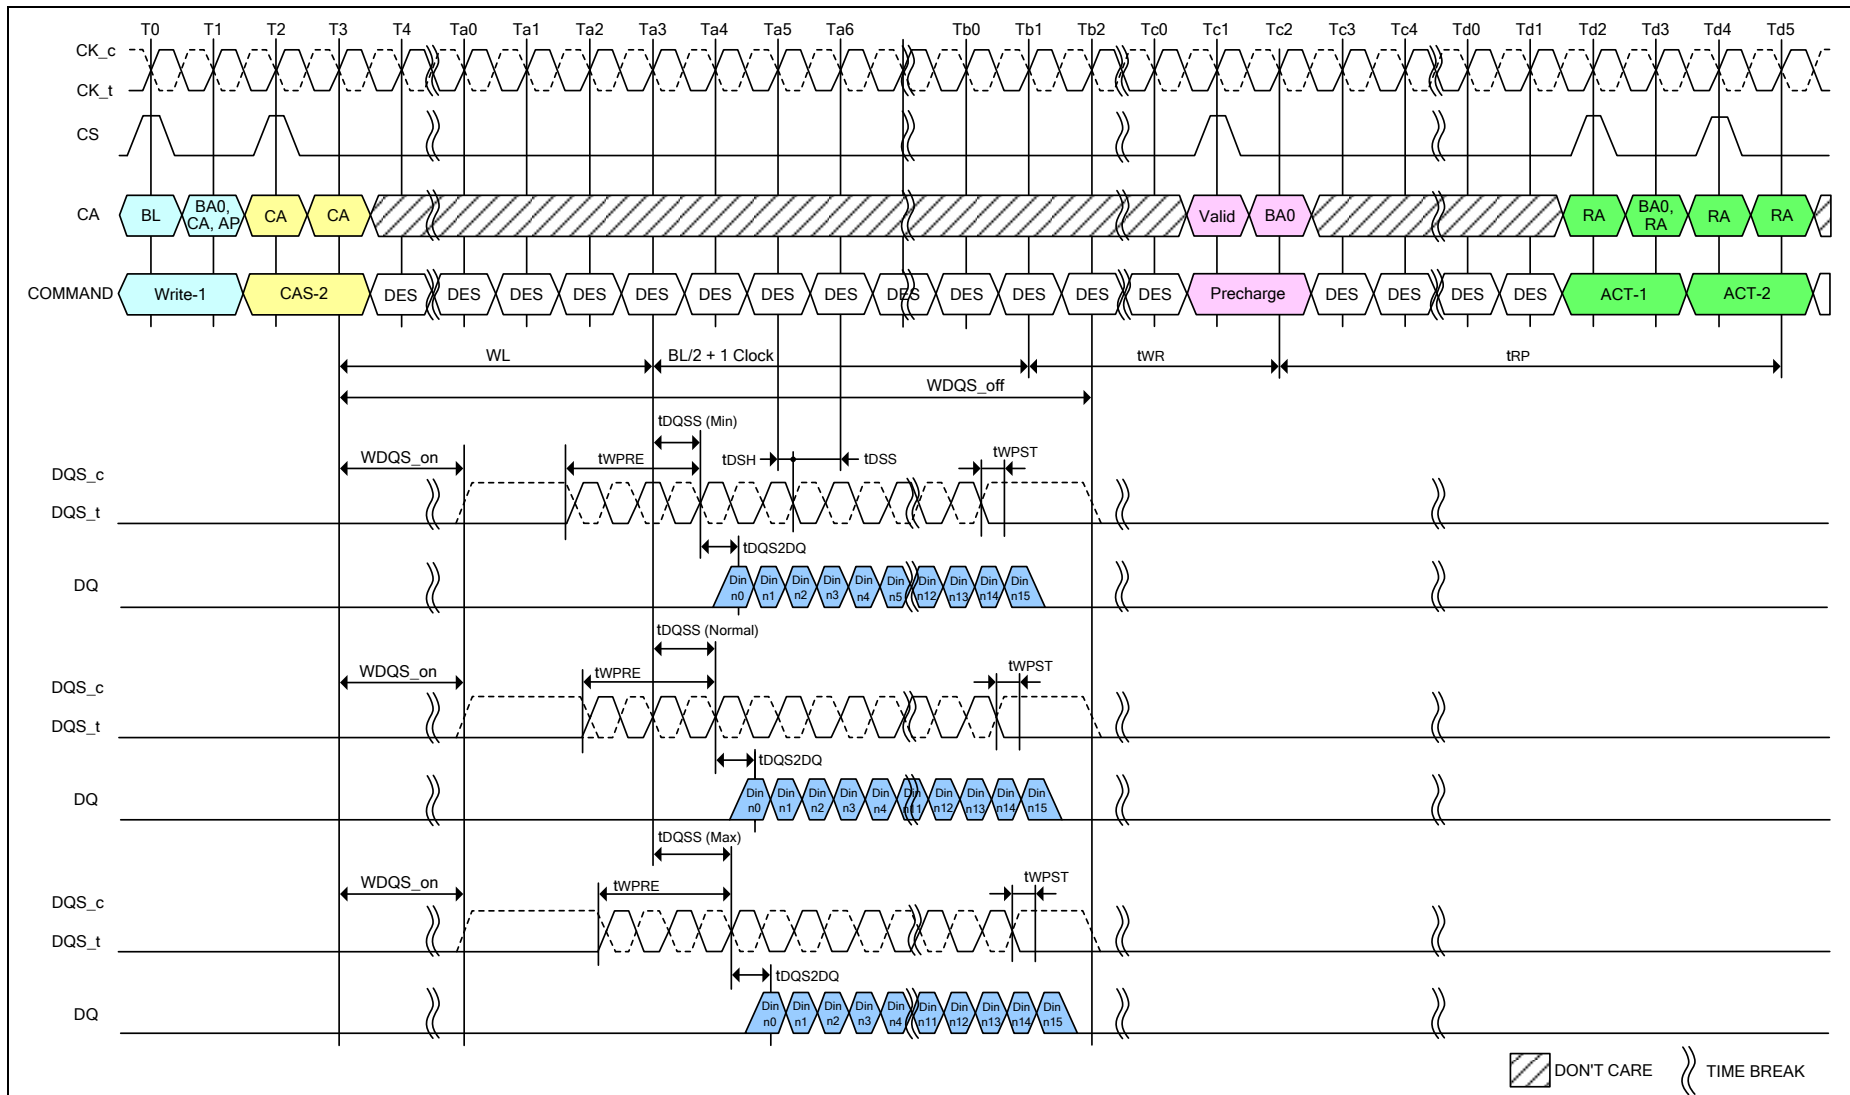 T0 T1 T2 T3 T4 Ta0 Ta1 Ta2 Ta3 Ta4 Ta5 Ta6 Tb0 Tb1 Tb2 Tc0 Tc1 Tc2 Tc3 Tc4 Td0 Td1 Td2 Td3 Td4 Td5
CK_c
CK_t
CS
CA BL BA0, CA, AP CA CA Valid BA0 RA BA0, RA RA RA
COMMAND Write-1 CAS-2 DES DES DES DES DES DES DES DES DES DES DES DES DES Precharge DES DES DES DES ACT-1 ACT-2
WL BL/2 + 1 Clock tWR tRP
WDQS_off
tDQSS (Min)
WDQS_on tWPRE tDSH tDSS tWPST
DQS_c
DQS_t
tDQS2DQ
DQ Din n0 Din n1 Din n2 Din n3 Din n4 Din n5 Din n12 Din n13 Din n14 Din n15
tDQSS (Normal)
WDQS_on tWPRE tWPST
DQS_c
DQS_t
tDQS2DQ
DQ Din n0 Din n1 Din n2 Din n3 Din n4 Din n11 Din n12 Din n13 Din n14 Din n15
tDQSS (Max)
WDQS_on tWPRE tWPST
DQS_c
DQS_t
tDQS2DQ
DQ Din n0 Din n1 Din n2 Din n3 Din n4 Din n11 Din n12 Din n13 Din n14 Din n15
DON'T CARE TIME BREAK